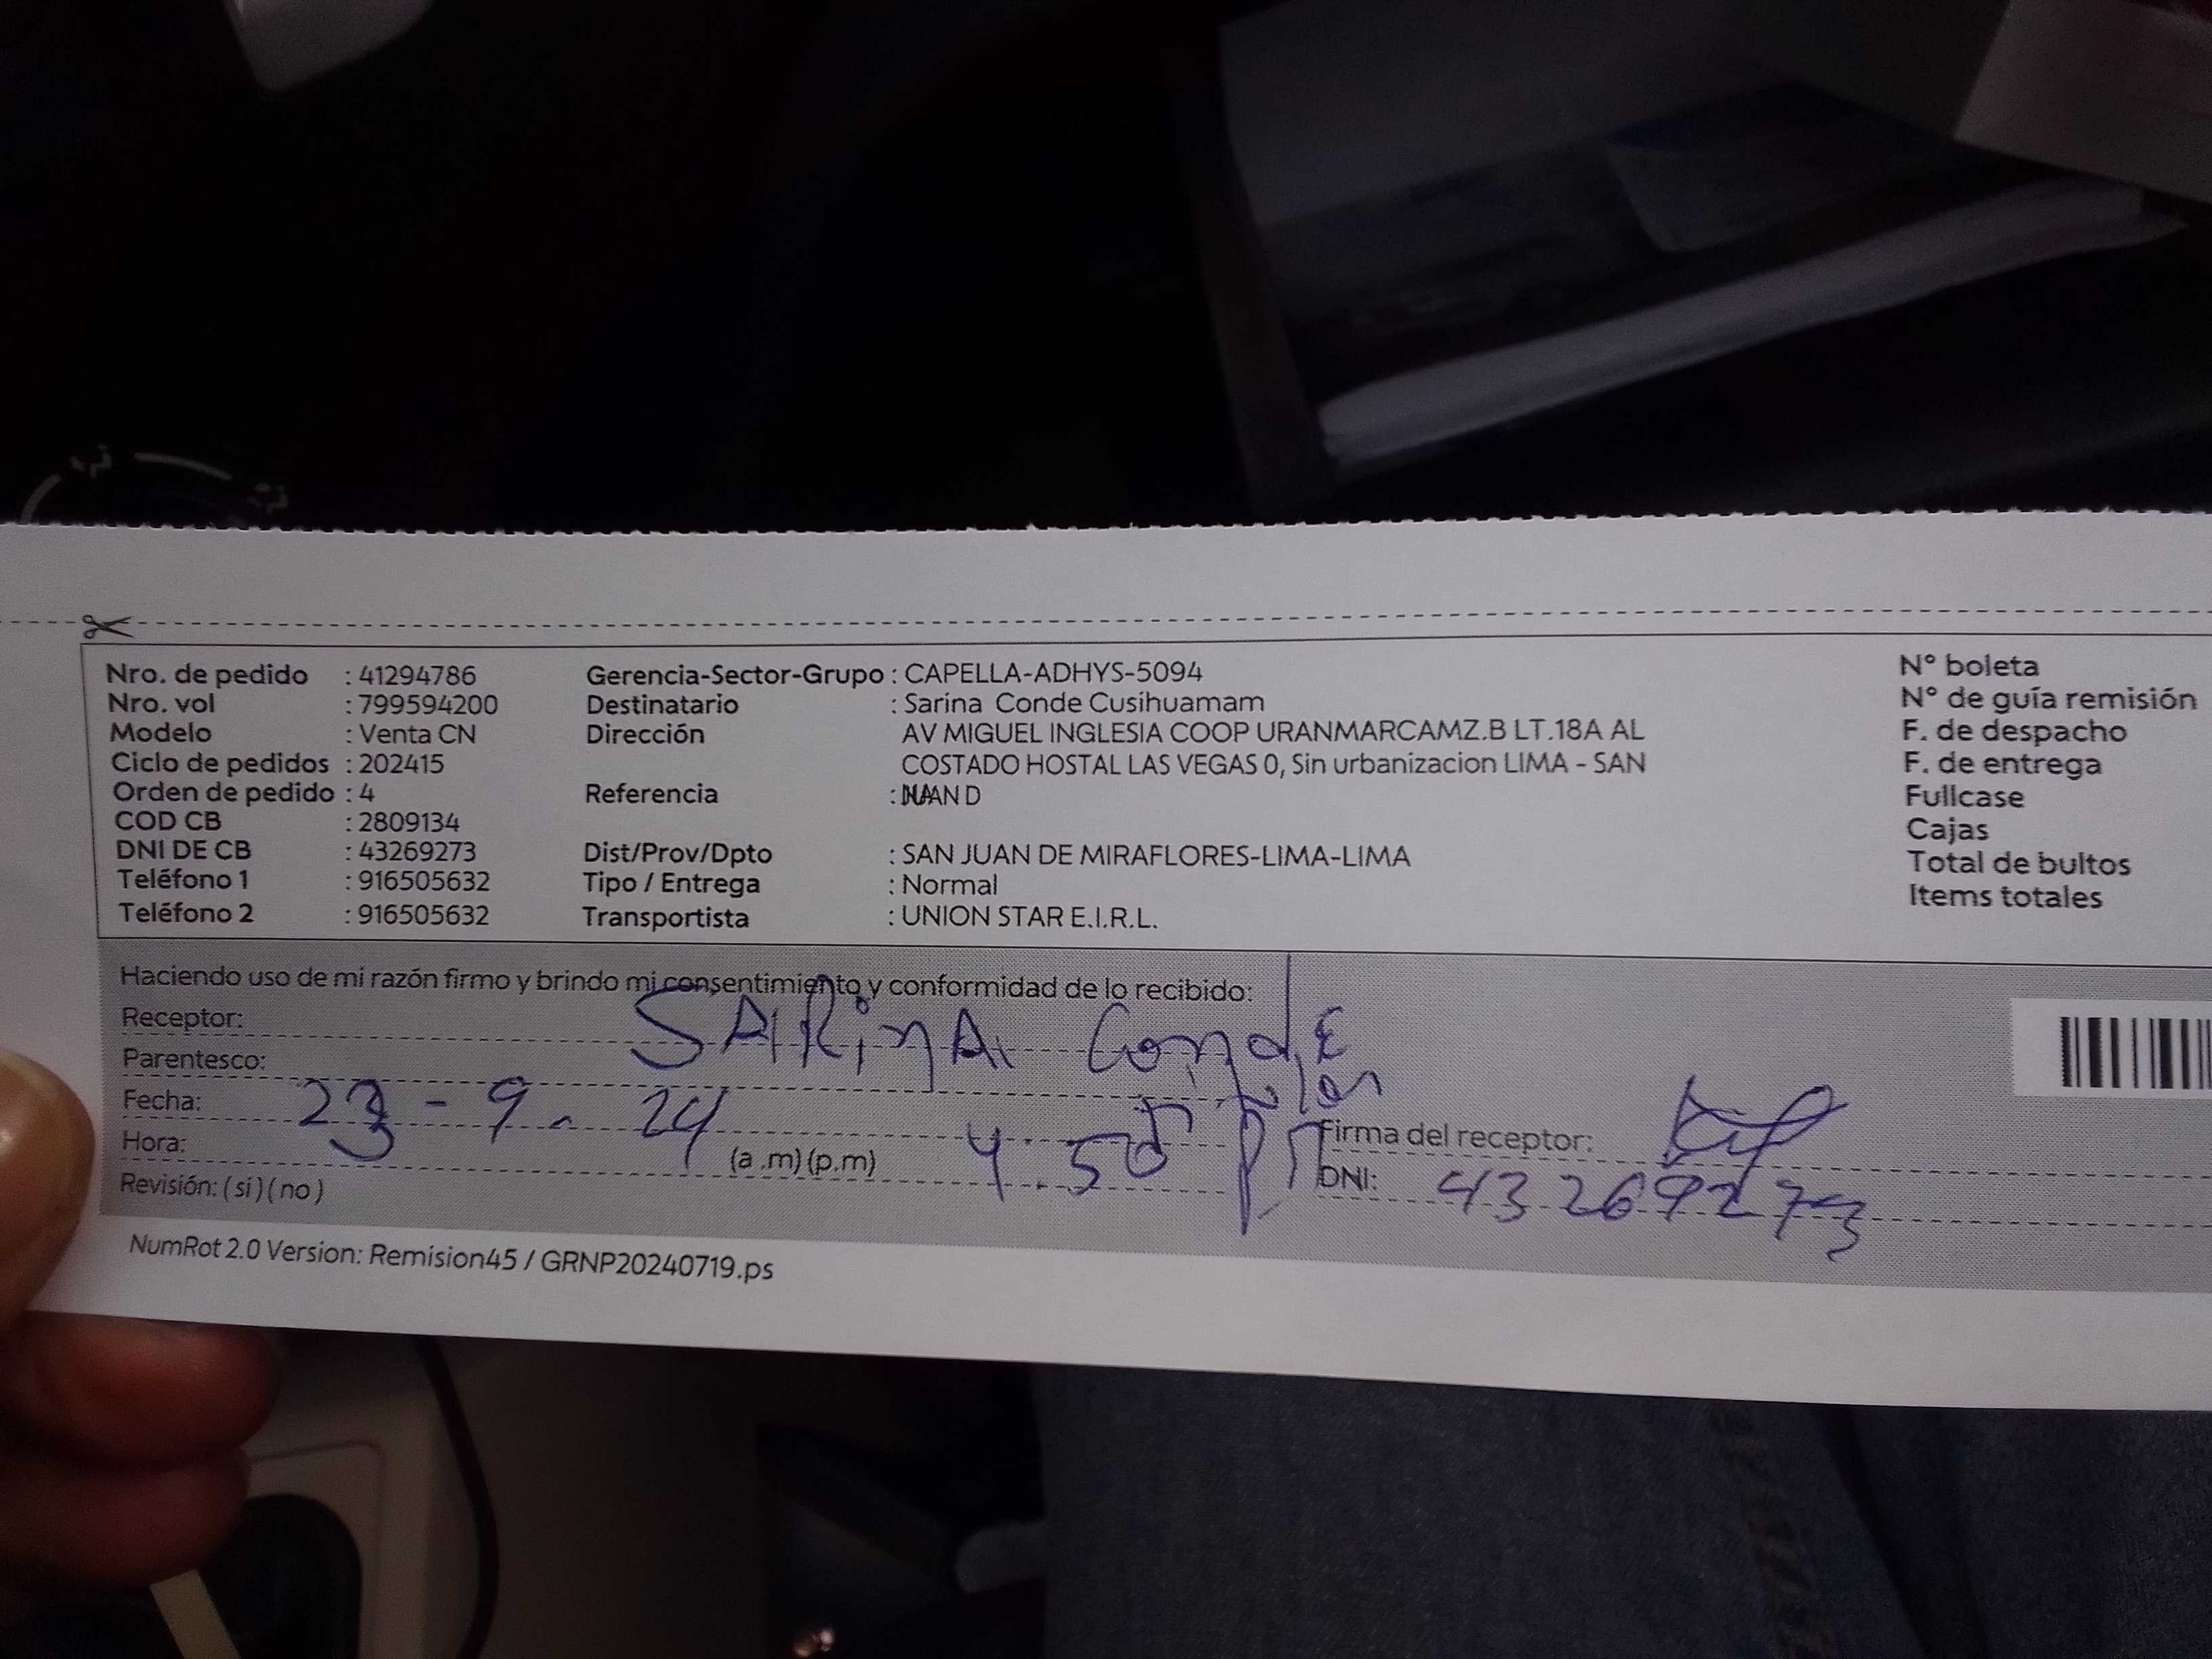 Nro. de pedido : 41294786 Gerencia-Sector-Grupo : CAPELLA-ADHYS-5094 N° boleta
Nro. vol : 799594200 Destinatario : Sarina Conde Cusihuamam N° de guía remisión
Modelo : Venta CN Dirección AV MIGUEL INGLESIA COOP URANMARCAMZ.B LT.18A AL F. de despacho
Ciclo de pedidos : 202415 COSTADO HOSTAL LAS VEGAS 0, Sin urbanizacion LIMA - SAN F. de entrega
Orden de pedido : 4 Referencia : Fullcase
COD CB : 2809134 Cajas
DNI DE CB : 43269273 Dist/Prov/Dpto : SAN JUAN DE MIRAFLORES-LIMA-LIMA Total de bultos
Teléfono 1 : 916505632 Tipo / Entrega : Normal Items totales
Teléfono 2 : 916505632 Transportista : UNION STAR E.I.R.L.
Haciendo uso de mi razón firmo y brindo mi consentimiento y conformidad de lo recibido:
Receptor: SARinA Conde
Parentesco: titular
Fecha: 23 - 9 - 24
Hora: (a .m) (p.m) 4.50 pm Firma del receptor:
Revisión: ( si ) ( no ) DNI: 43269273
NumRot 2.0 Version: Remision45 / GRNP20240719.ps